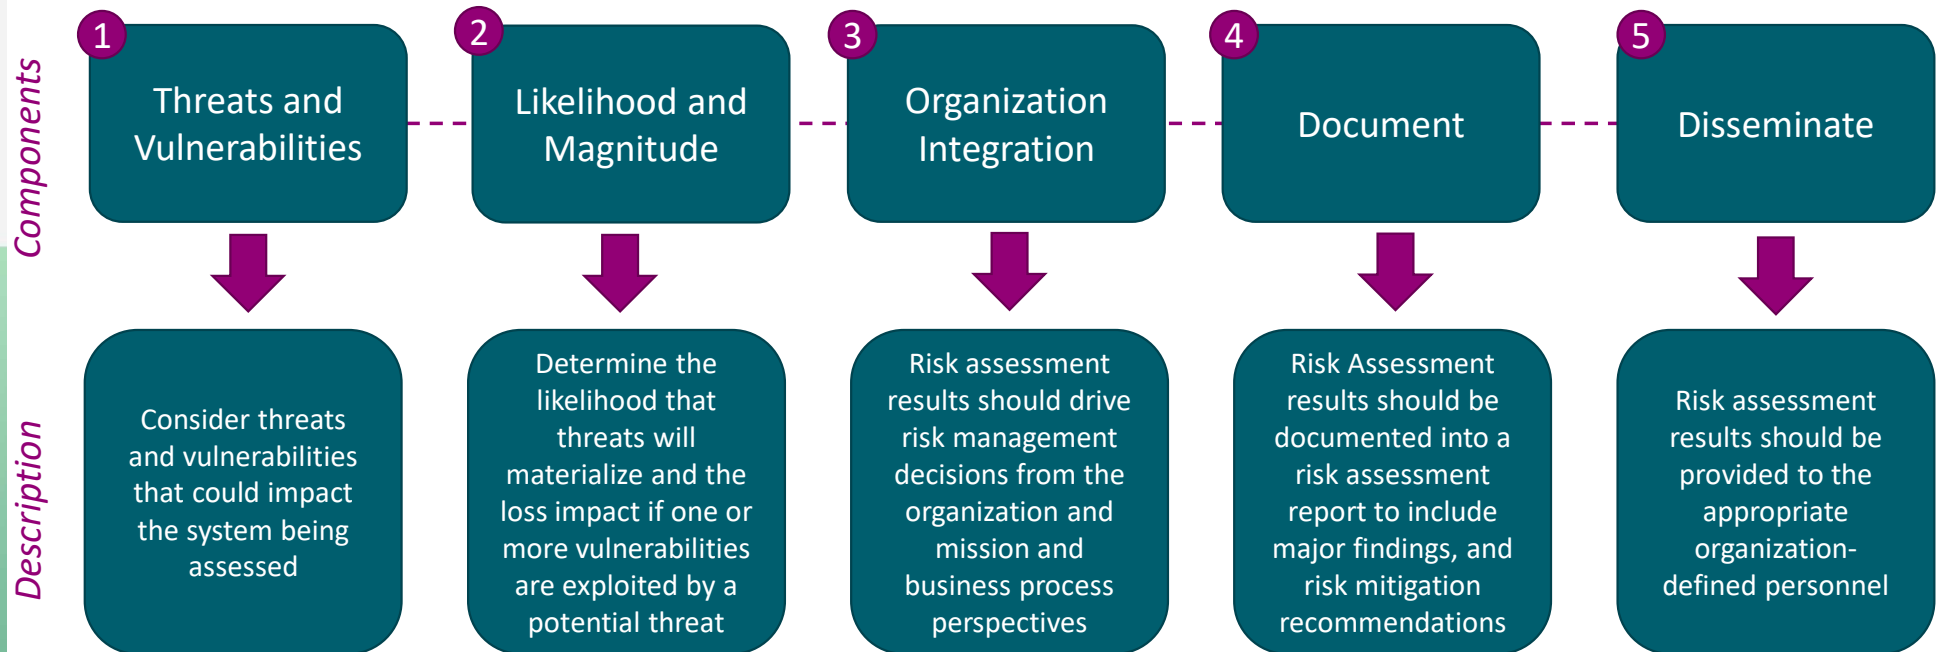 Components
1
Threats and
Vulnerabilities
2
Likelihood and
Magnitude
3
Organization
Integration
4
Document
5
Disseminate
Description
Consider threats
and vulnerabilities
that could impact
the system being
assessed
Determine the
likelihood that
threats will
materialize and the
loss impact if one or
more vulnerabilities
are exploited by a
potential threat
Risk assessment
results should drive
risk management
decisions from the
organization and
mission and
business process
perspectives
Risk Assessment
results should be
documented into a
risk assessment
report to include
major findings, and
risk mitigation
recommendations
Risk assessment
results should be
provided to the
appropriate
organization-
defined personnel